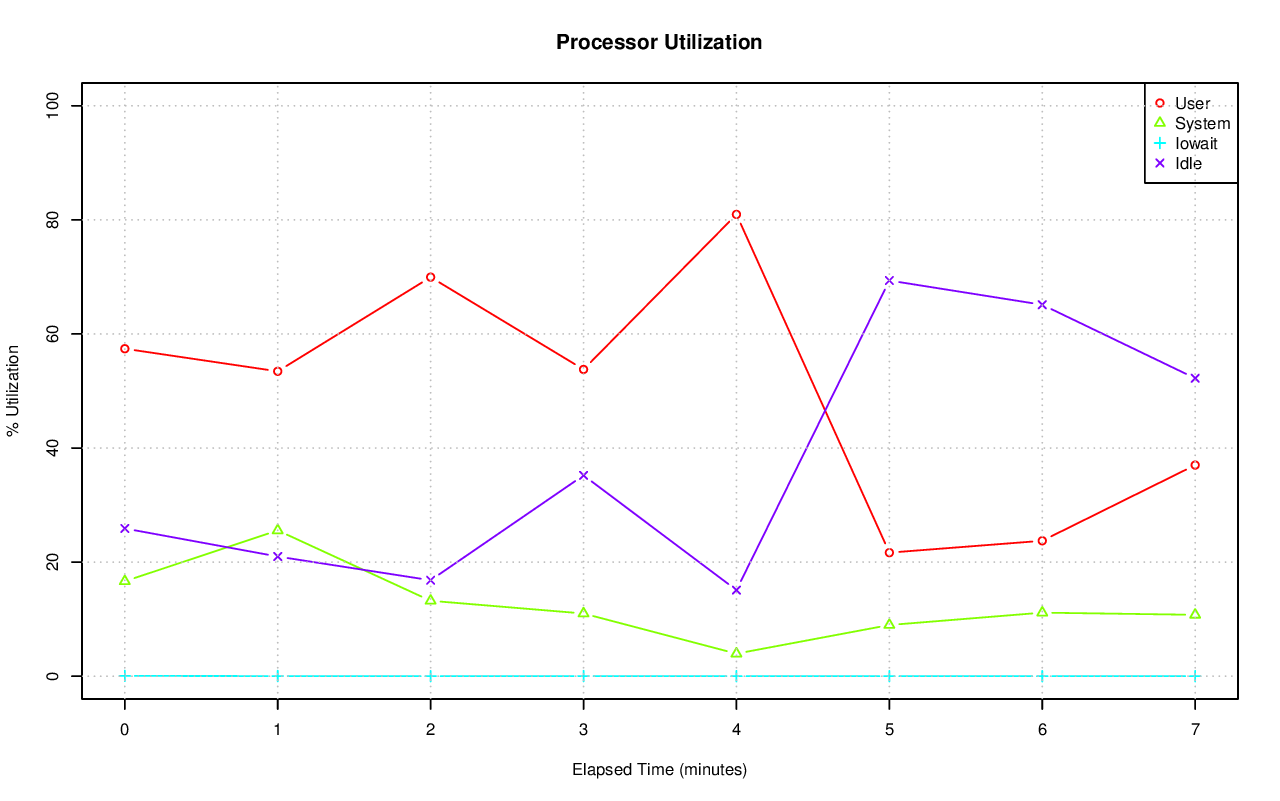 Processor Utilization
User
System
Iowait
Idle
% Utilization
100
80
60
40
20
0
0 1 2 3 4 5 6 7
Elapsed Time (minutes)